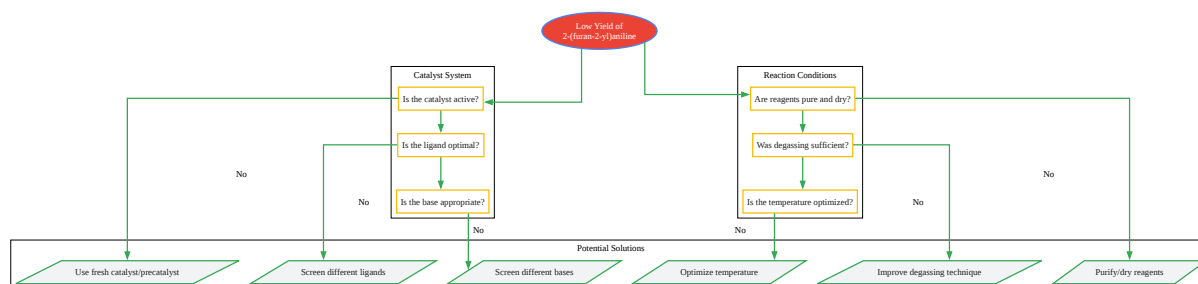 Low Yield of
2-(furan-2-yl)aniline
Catalyst System
Reaction Conditions
Is the catalyst active?
Are reagents pure and dry?
Is the ligand optimal?
Was degassing sufficient?
No
No
No
Is the base appropriate?
Is the temperature optimized?
No
No
No
Potential Solutions
Use fresh catalyst/precatalyst
Screen different ligands
Screen different bases
Optimize temperature
Improve degassing technique
Purify/dry reagents